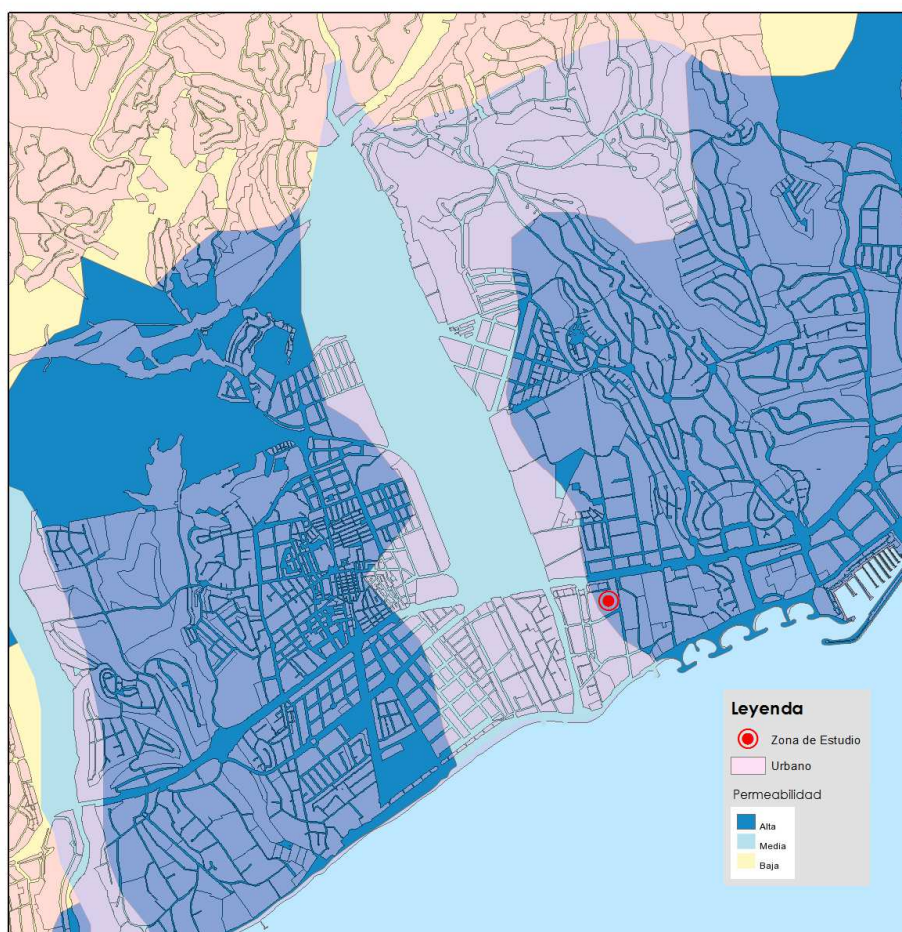 Leyenda
Zona de Estudio
Urbano
Permeabilidad
Alta
Media
Baja